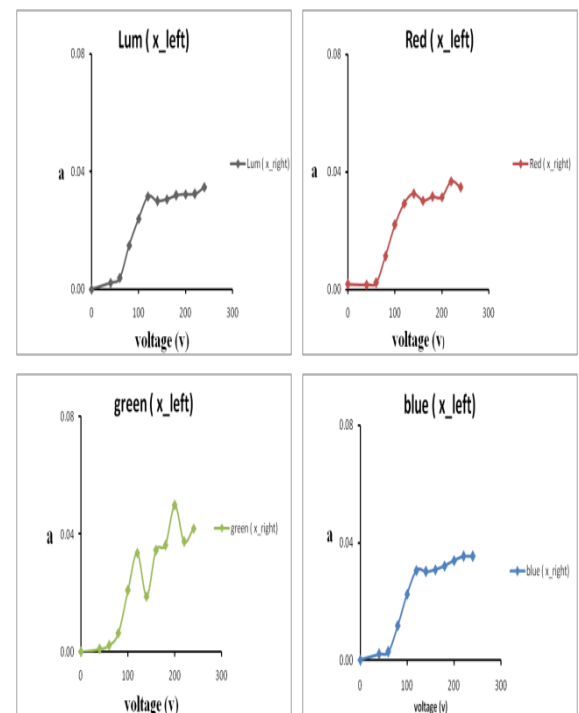 Lum ( x_left)
0.08
a 0.04
Lum ( x_right)
0.00
0 100 200 300
voltage (v)
Red ( x_left)
0.08
a 0.04
Red ( x_right)
0.00
0 100 200 300
voltage (v)
green ( x_left)
0.08
a 0.04
green ( x_right)
0.00
0 100 200 300
voltage (v)
blue ( x_left)
0.08
a 0.04
blue ( x_right)
0.00
0 100 200 300
voltage (v)